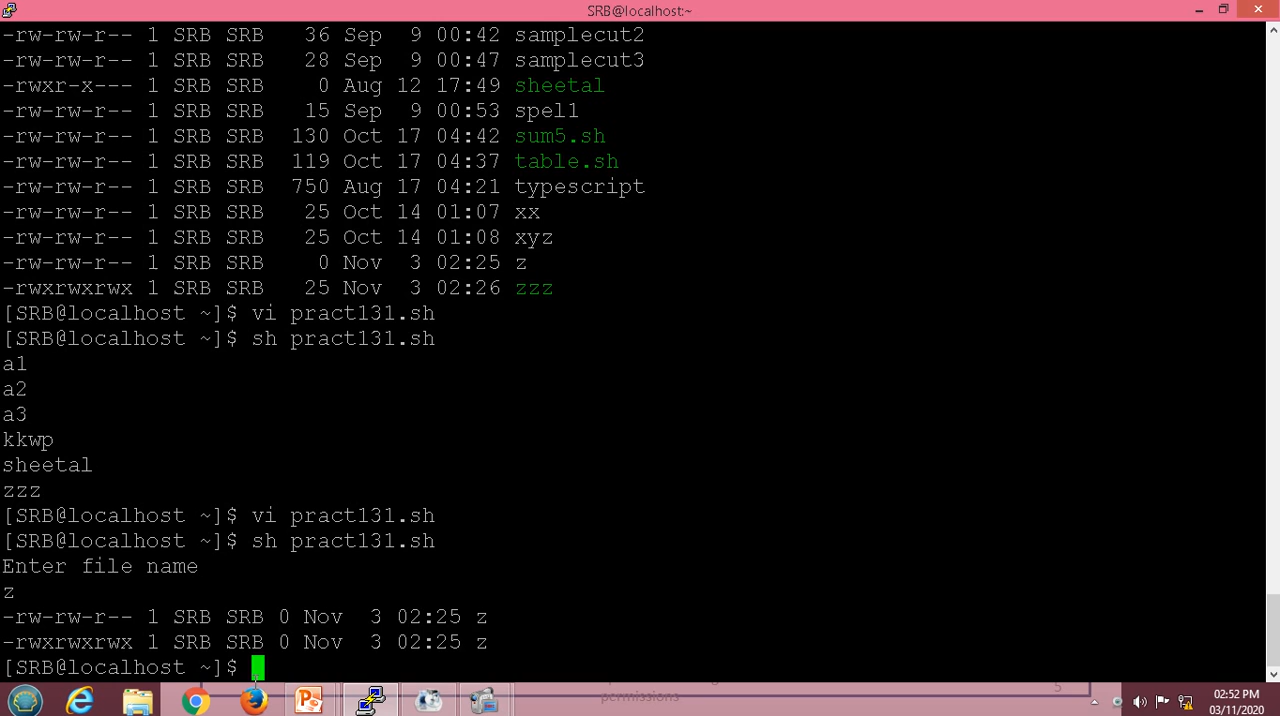 SRB@localhost:~
-rw-rw-r-- 1 SRB SRB   36 Sep  9 00:42 samplecut2
-rw-rw-r-- 1 SRB SRB   28 Sep  9 00:47 samplecut3
-rwxr-x--- 1 SRB SRB    0 Aug 12 17:49 sheetal
-rw-rw-r-- 1 SRB SRB   15 Sep  9 00:53 spell1
-rw-rw-r-- 1 SRB SRB  130 Oct 17 04:42 sum5.sh
-rw-rw-r-- 1 SRB SRB  119 Oct 17 04:37 table.sh
-rw-rw-r-- 1 SRB SRB  750 Aug 17 04:21 typescript
-rw-rw-r-- 1 SRB SRB   25 Oct 14 01:07 xx
-rw-rw-r-- 1 SRB SRB   25 Oct 14 01:08 xyz
-rw-rw-r-- 1 SRB SRB    0 Nov  3 02:25 z
-rwxrwxrwx 1 SRB SRB   25 Nov  3 02:26 zzz
[SRB@localhost ~]$ vi pract131.sh
[SRB@localhost ~]$ sh pract131.sh
a1
a2
a3
kkwp
sheetal
zzz
[SRB@localhost ~]$ vi pract131.sh
[SRB@localhost ~]$ sh pract131.sh
Enter file name
z
-rw-rw-r-- 1 SRB SRB 0 Nov  3 02:25 z
-rwxrwxrwx 1 SRB SRB 0 Nov  3 02:25 z
[SRB@localhost ~]$
permissions
5
02:52 PM
03/11/2020